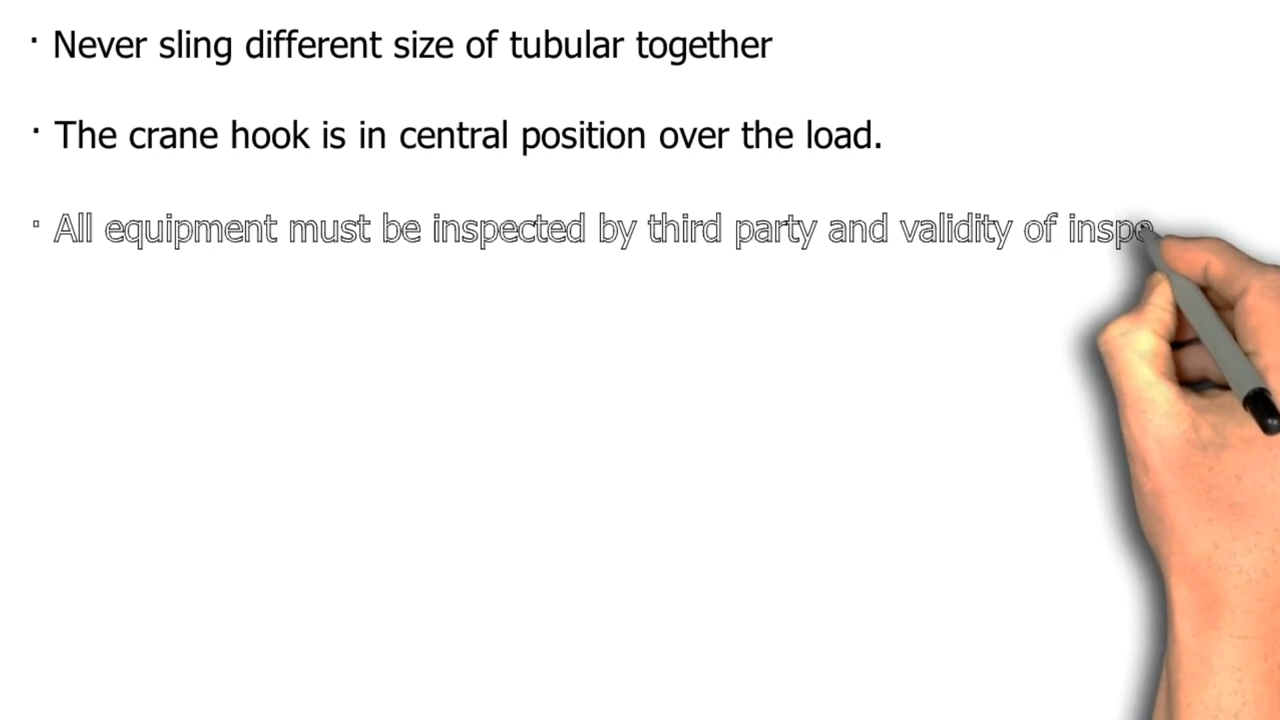 · Never sling different size of tubular together
· The crane hook is in central position over the load.
· All equipment must be inspected by third party and validity of inspe